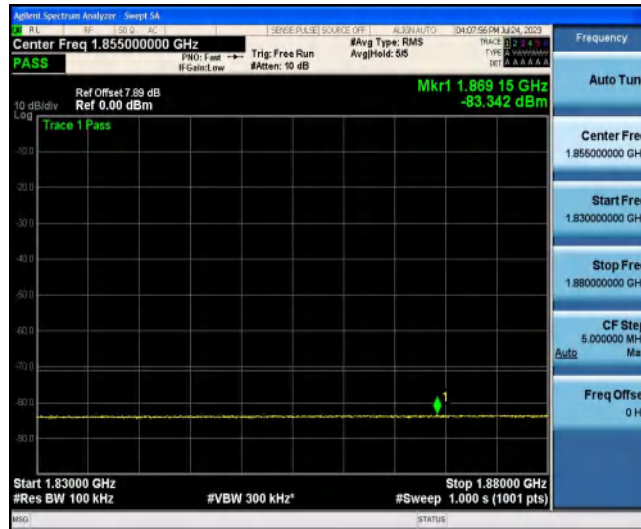 Agilent Spectrum Analyzer - Swept SA
RL RF 50 Ω AC SENSE:PULSE SOURCE OFF ALIGNAUTO 04:07:56 PM Jul 24, 2023
Center Freq 1.855000000 GHz
#Avg Type: RMS
TRACE 1 2 3 4 5 6
PASS
PNO: Fast
Trig: Free Run
Avg|Hold: 5/5
TYPE A
IFGain:Low
#Atten: 10 dB
DET A A A A A A
Mkr1 1.869 15 GHz
-83.342 dBm
Ref Offset 7.89 dB
10 dB/div Ref 0.00 dBm
Log
Trace 1 Pass
-10.0
-20.0
-30.0
-40.0
-50.0
-60.0
-70.0
-80.0
-90.0
1
Start 1.83000 GHz
Stop 1.88000 GHz
#Res BW 100 kHz
#VBW 300 kHz*
#Sweep 1.000 s (1001 pts)
MSG
STATUS
Frequency
Auto Tun
Center Fre
1.855000000 GH
Start Fre
1.830000000 GH
Stop Fre
1.880000000 GH
CF Ste
5.000000 MH
Auto Ma
Freq Offse
0 H